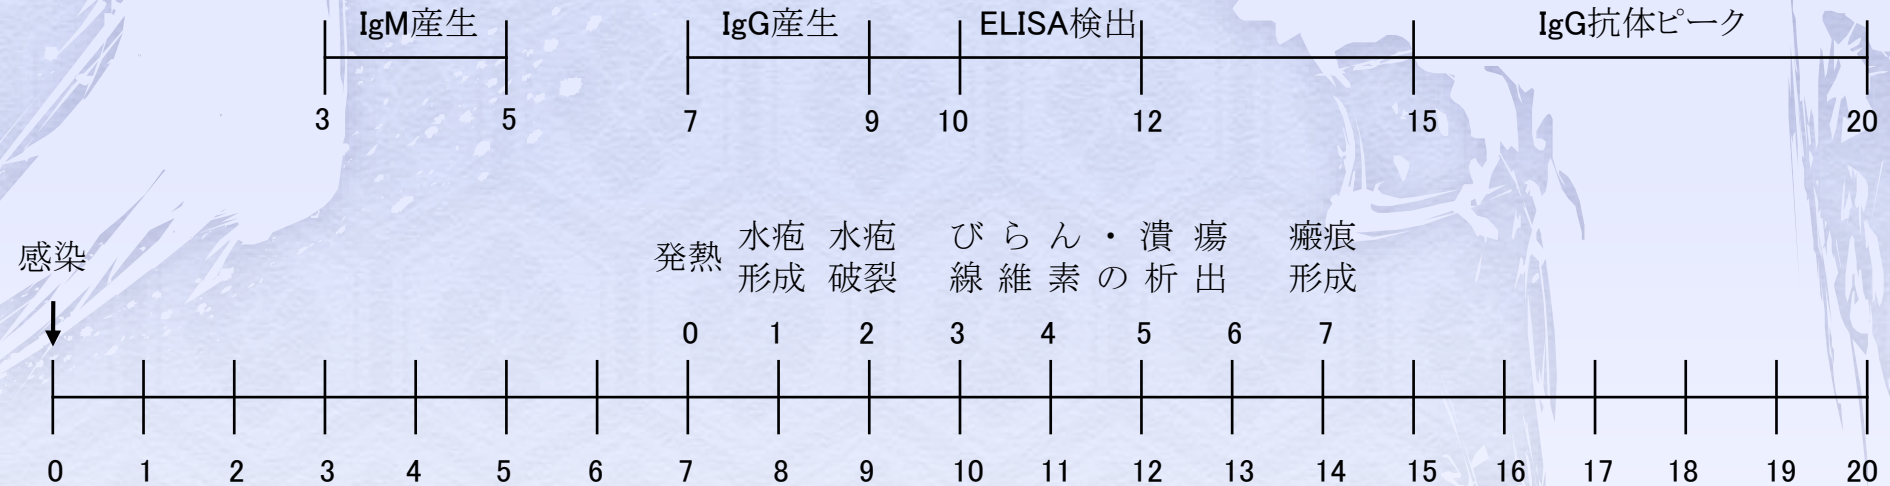 IgM産生 IgG産生 ELISA検出 IgG抗体ピーク
3 5 7 9 10 12 15 20
感染
発熱
水疱
形成
水疱
破裂
びらん・潰瘍
線維素の析出
瘢痕
形成
0 1 2 3 4 5 6 7
0 1 2 3 4 5 6 7 8 9 10 11 12 13 14 15 16 17 18 19 20